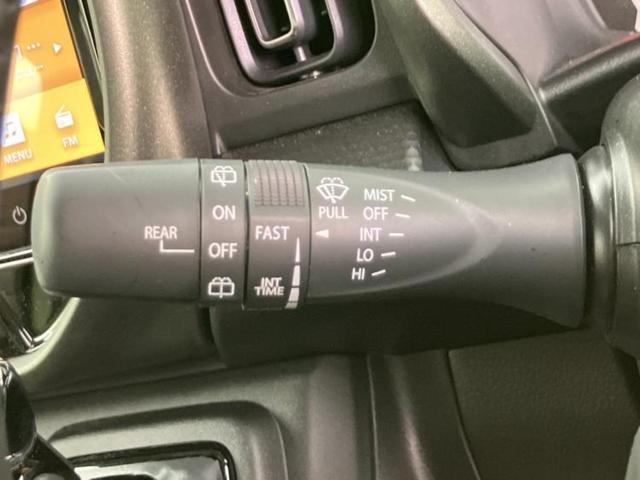 MENU
FM
REAR
ON
OFF
FAST
INT
TIME
PULL
MIST
OFF
INT
LO
HI